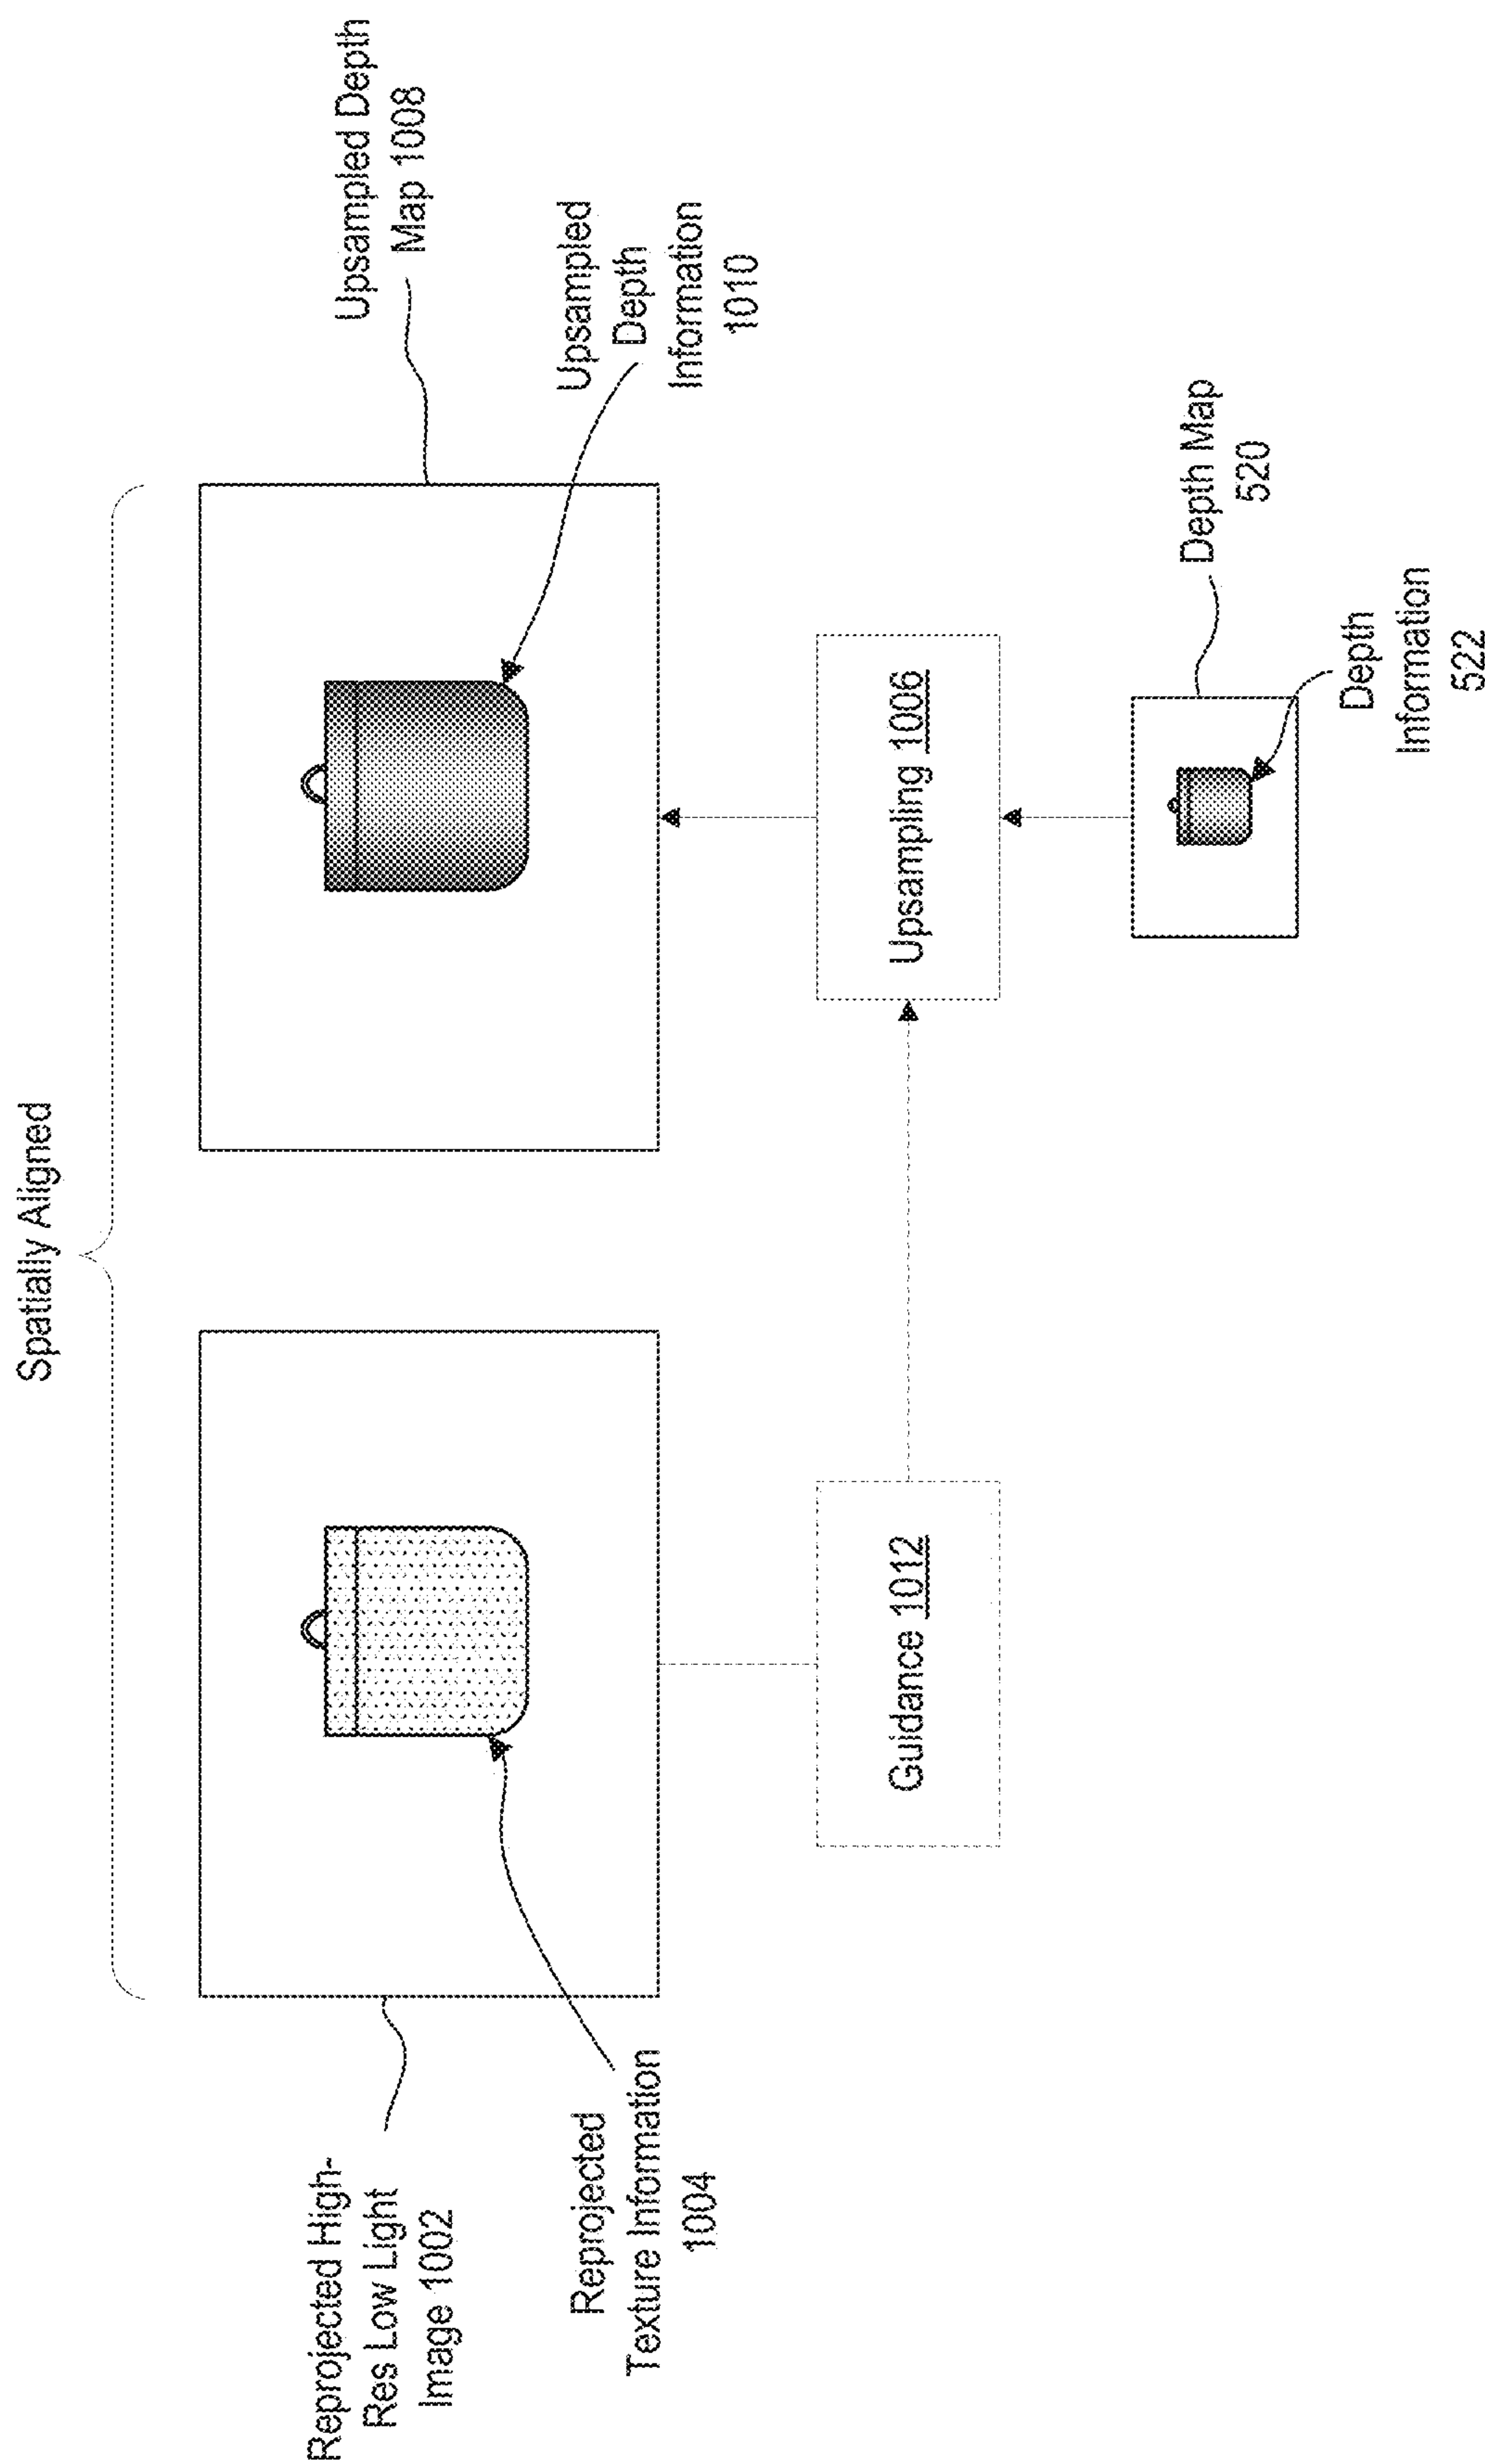 Spatially Aligned
Reprojected High-
Res Low Light
Image 1002
Reprojected
Texture Information
1004
Upsampled Depth
Map 1008
Upsampled
Depth
Information
1010
Guidance 1012
Upsampling 1006
Depth Map
520
Depth
Information
522